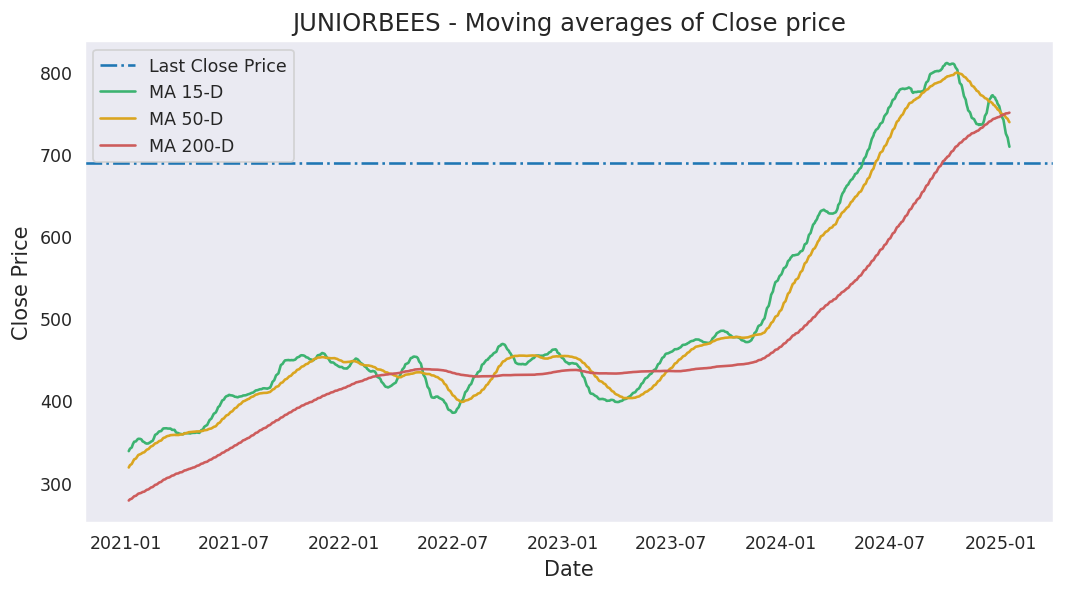 JUNIORBEES - Moving averages of Close price
Last Close Price
MA 15-D
MA 50-D
MA 200-D
800
700
600
500
400
300
Close Price
2021-01 2021-07 2022-01 2022-07 2023-01 2023-07 2024-01 2024-07 2025-01
Date